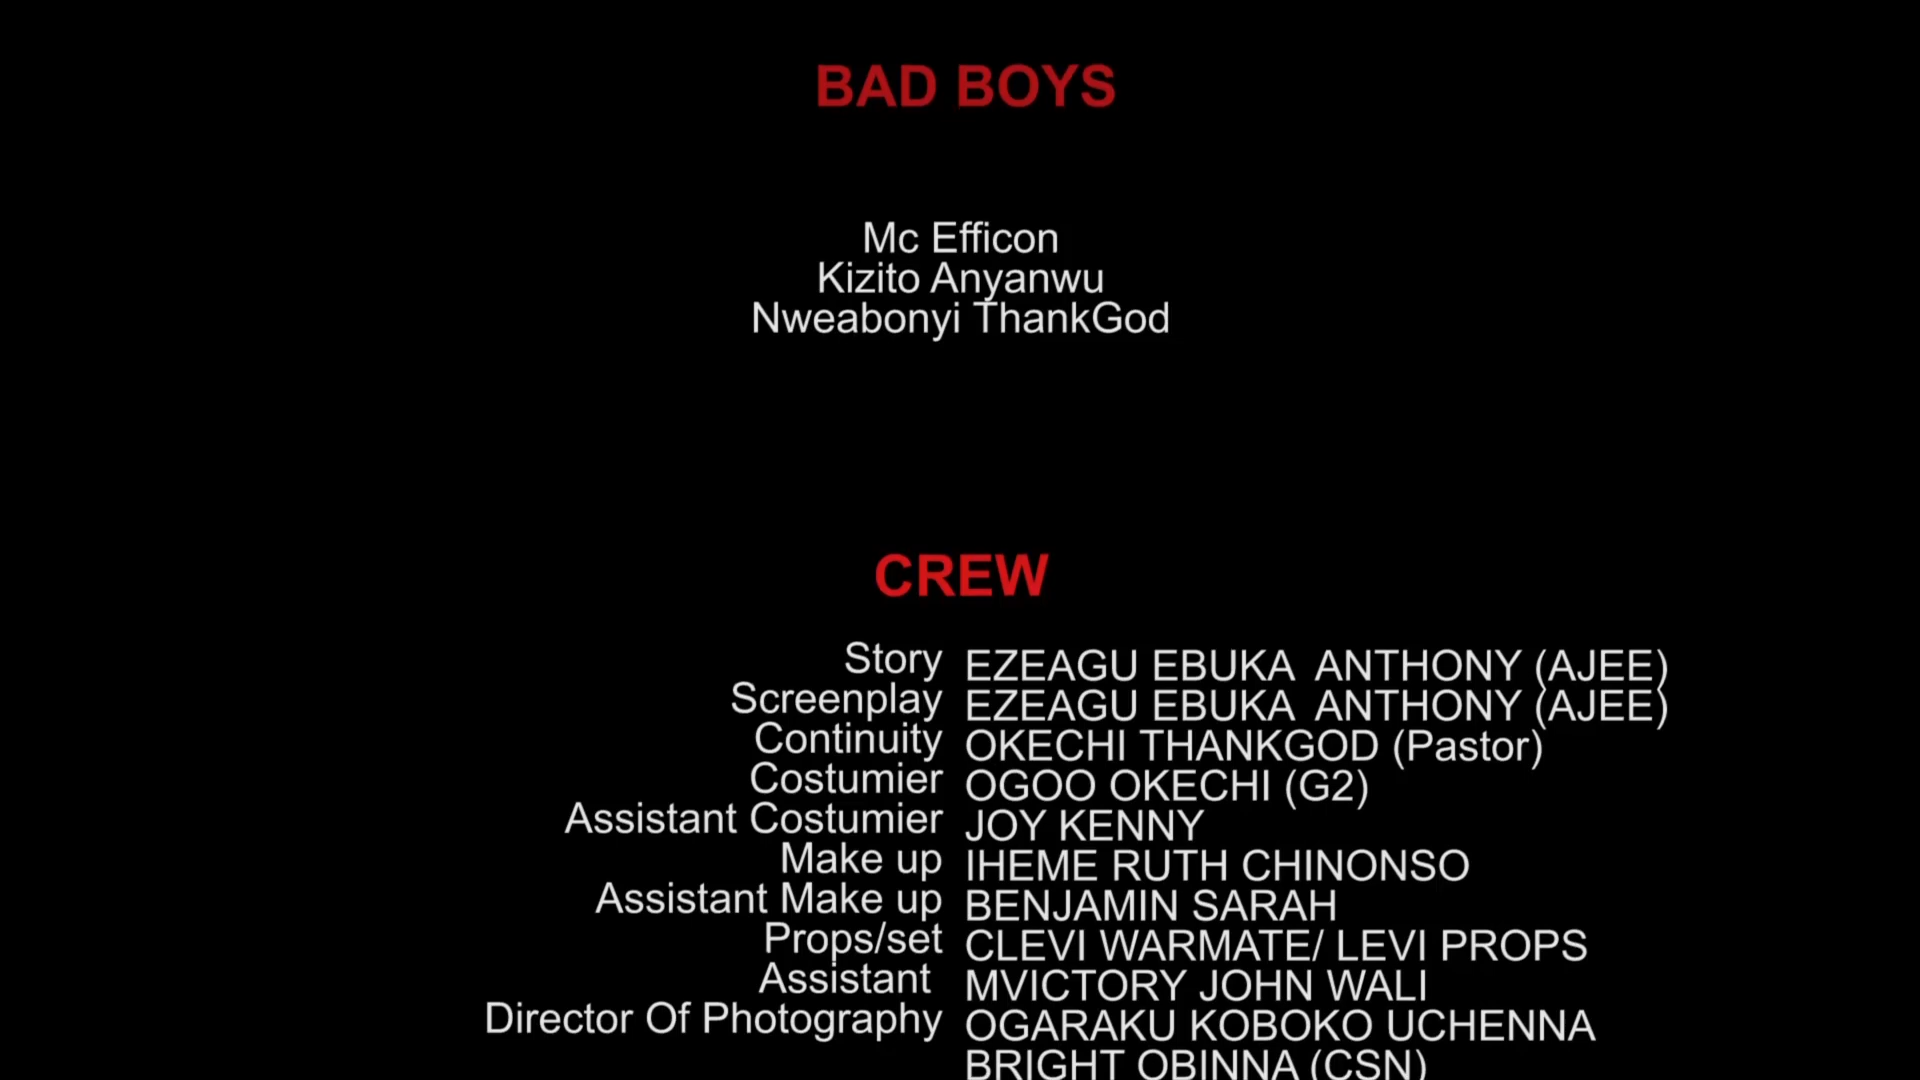 BAD BOYS
Mc Efficon
Kizito Anyanwu
Nweabonyi ThankGod
CREW
Story EZEAGU EBUKA  ANTHONY (AJEE)
Screenplay EZEAGU EBUKA  ANTHONY (AJEE)
Continuity OKECHI THANKGOD (Pastor)
Costumier OGOO OKECHI (G2)
Assistant Costumier JOY KENNY
Make up IHEME RUTH CHINONSO
Assistant Make up BENJAMIN SARAH
Props/set CLEVI WARMATE/ LEVI PROPS
Assistant MVICTORY JOHN WALI
Director Of Photography OGARAKU KOBOKO UCHENNA
BRIGHT OBINNA (CSN)